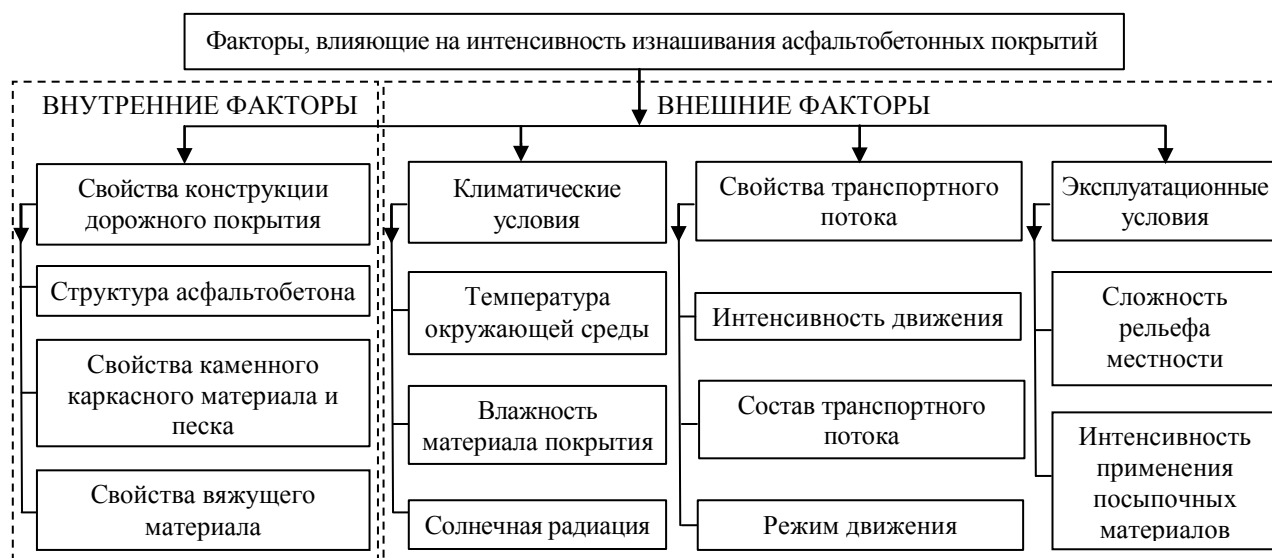 Факторы, влияющие на интенсивность изнашивания асфальтобетонных покрытий
ВНУТРЕННИЕ ФАКТОРЫ
Свойства конструкции
дорожного покрытия
Структура асфальтобетона
Свойства каменного
каркасного материала и
песка
Свойства вяжущего
материала
ВНЕШНИЕ ФАКТОРЫ
Климатические
условия
Температура
окружающей среды
Влажность
материала покрытия
Солнечная радиация
Свойства транспортного
потока
Интенсивность движения
Состав транспортного
потока
Режим движения
Эксплуатационные
условия
Сложность
рельефа
местности
Интенсивность
применения
посыпочных
материалов